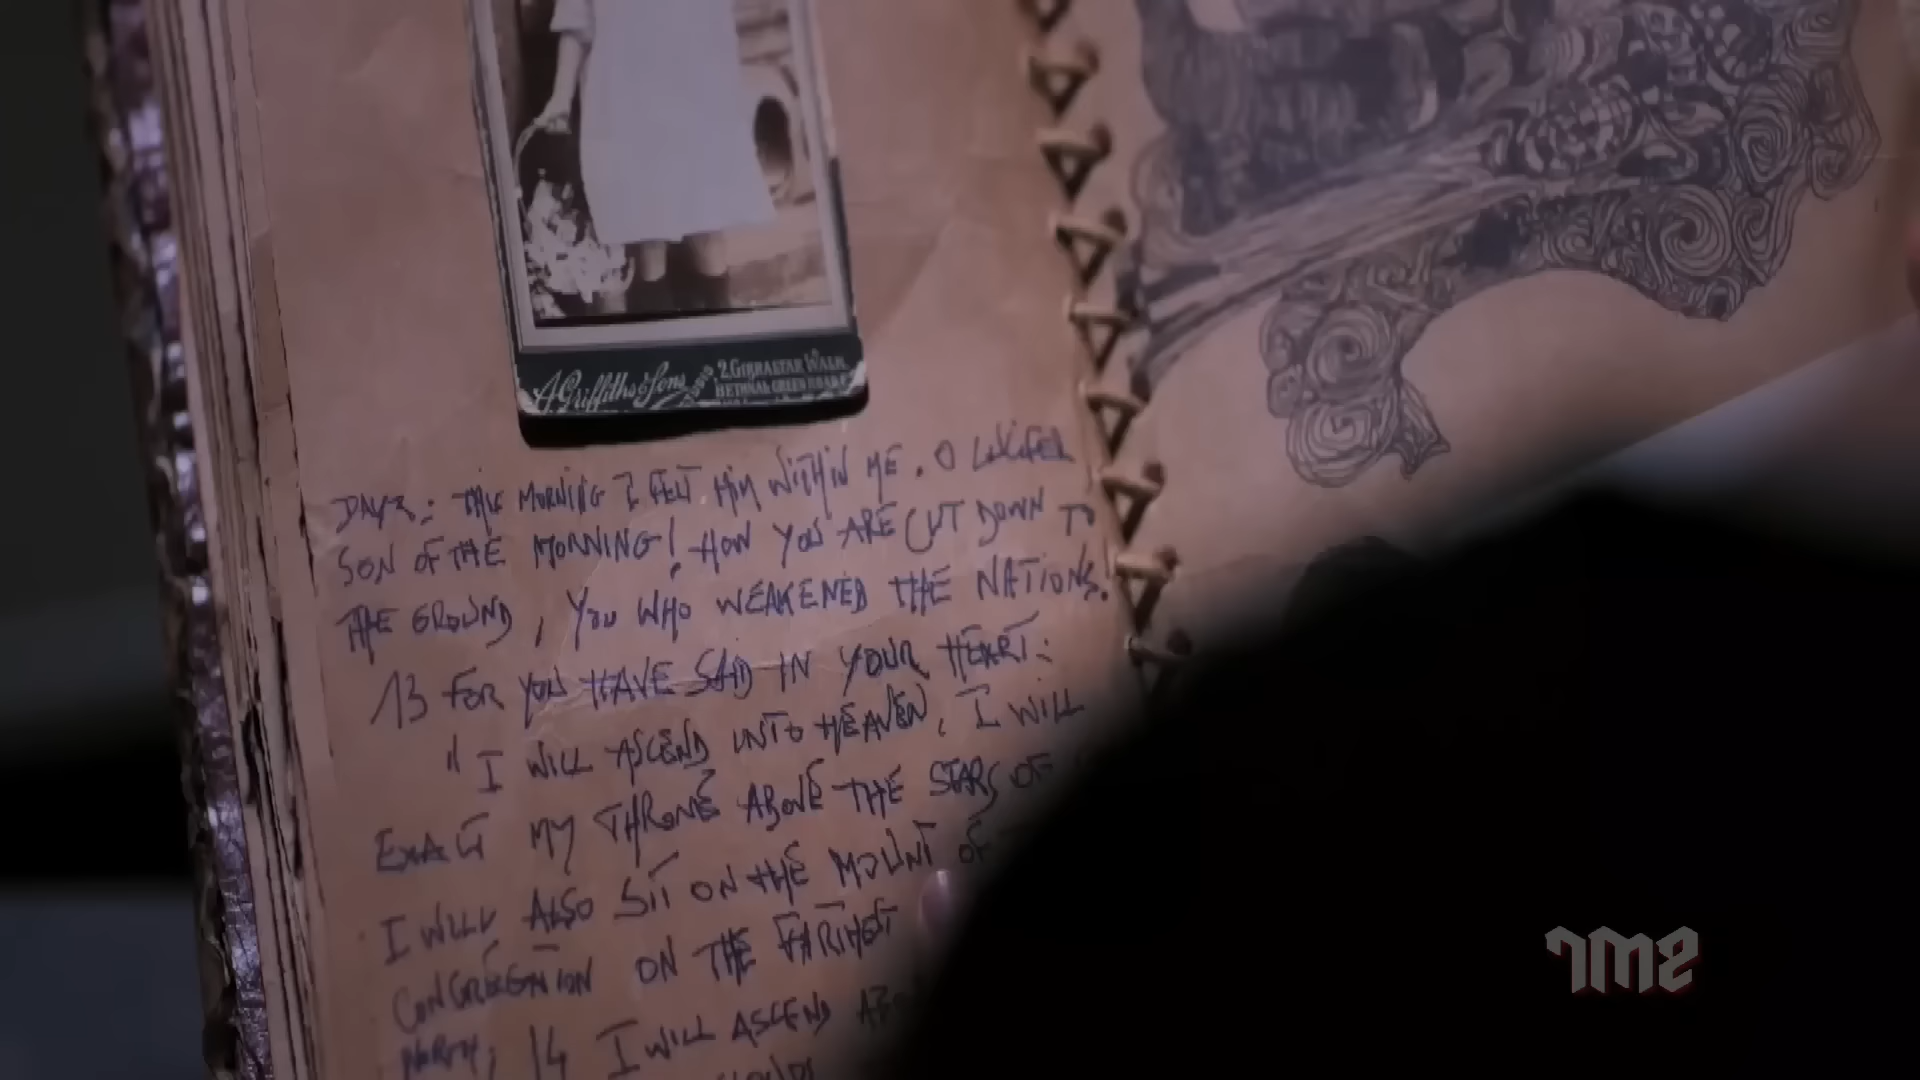 A. Griffiths & Sons
2 GIBRALTAR WALK
BETHNAL GREEN ROAD
THIS MORNING I FELT HIM WITHIN ME. O LUCIFER
SON OF THE MORNING! HOW YOU ARE CUT DOWN TO
THE GROUND, YOU WHO WEAKENED THE NATIONS.
13 FOR YOU HAVE SAID IN YOUR HEART:
" I WILL ASCEND INTO HEAVEN, I WILL
EXALT MY THRONE ABOVE THE STARS OF
I WILL ALSO SIT ON THE MOUNT OF
CONGREGATION ON THE FARTHEST
NORTH; 14 I WILL ASCEND